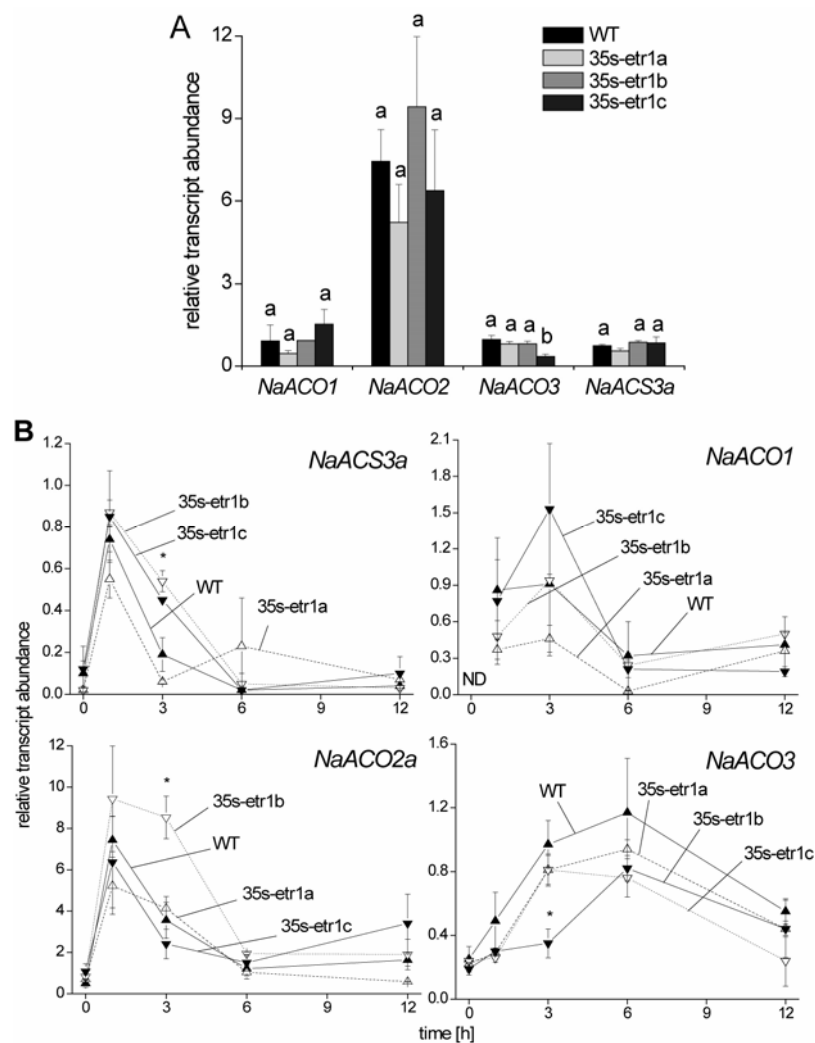 A
WT
35s-etr1a
35s-etr1b
35s-etr1c
relative transcript abundance
12
9
6
3
0
a a a
a a a a
a a a b
a a a
NaACO1 NaACO2 NaACO3 NaACS3a
B
relative transcript abundance
NaACS3a
1.2
1.0
0.8
0.6
0.4
0.2
0.0
35s-etr1b
35s-etr1c
*
WT
35s-etr1a
0 3 6 9 12
NaACO1
2.1
1.8
1.5
1.2
0.9
0.6
0.3
0.0
35s-etr1c
35s-etr1b
35s-etr1a
WT
ND
0 3 6 9 12
NaACO2a
12
10
8
6
4
2
0
*
35s-etr1b
WT
35s-etr1a
35s-etr1c
0 3 6 9 12
NaACO3
1.6
1.2
0.8
0.4
0.0
WT
35s-etr1a
35s-etr1b
35s-etr1c
*
0 3 6 9 12
time [h]